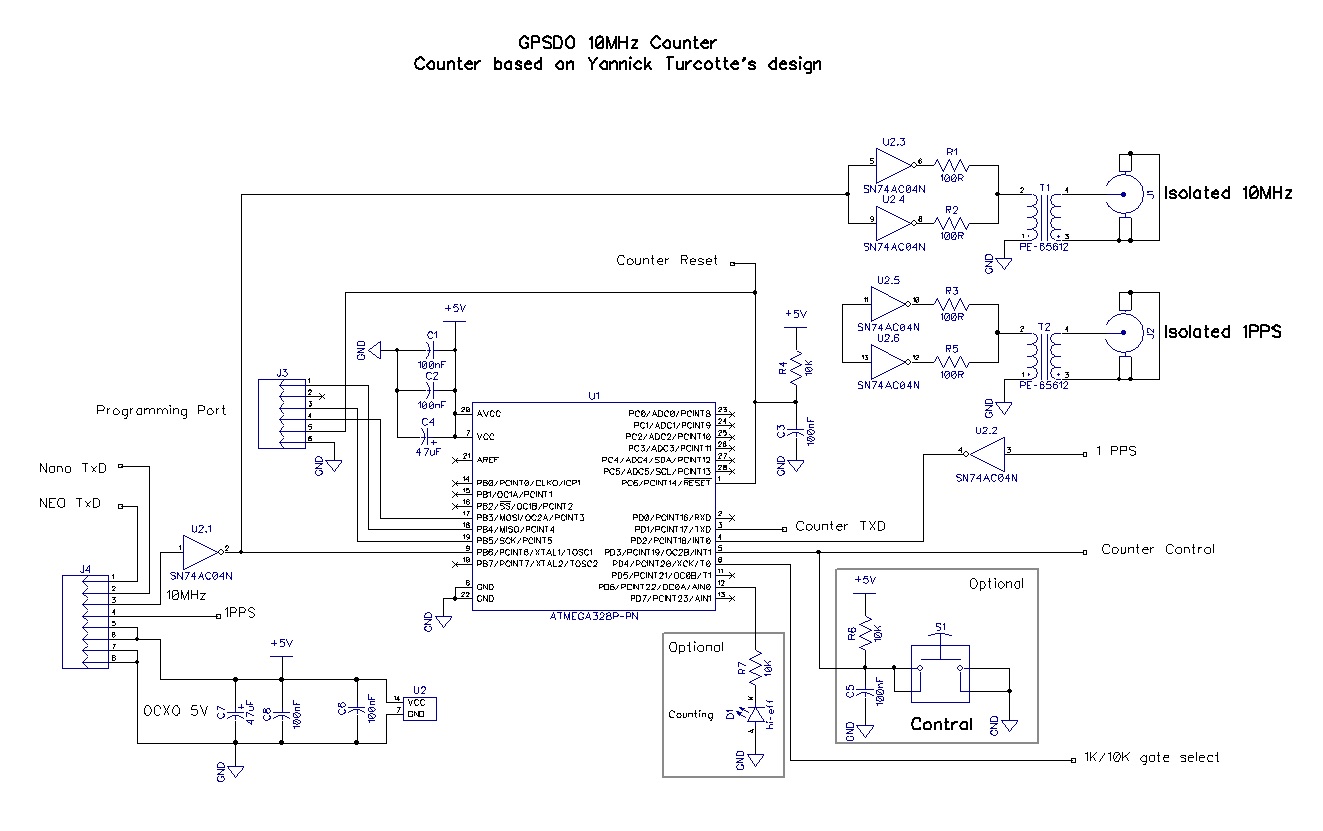 GPSDO 10MHz Counter
Counter based on Yannick Turcotte's design
U2.3
5
6
SN74AC04N
R1
100R
U2.4
9
8
SN74AC04N
R2
100R
2
T1
4
1
3
PE-65612
GND
J1
Isolated 10MHz
Counter Reset
U2.5
11
10
SN74AC04N
R3
100R
U2.6
13
12
SN74AC04N
R5
100R
2
T2
4
1
3
PE-65612
GND
J2
Isolated 1PPS
+5V
GND
C1
100nF
C2
100nF
C4
+
47uF
+5V
R4
10K
C3
100nF
GND
J3
1
2
3
4
5
6
GND
Programming Port
U1
20 AVCC
7 VCC
21 AREF
14 PB0/PCINT0/CLKO/ICP1
15 PB1/OC1A/PCINT1
16 PB2/SS/OC1B/PCINT2
17 PB3/MOSI/OC2A/PCINT3
18 PB4/MISO/PCINT4
19 PB5/SCK/PCINT5
9 PB6/PCINT6/XTAL1/TOSC1
10 PB7/PCINT7/XTAL2/TOSC2
8 GND
22 GND
PC0/ADC0/PCINT8 23
PC1/ADC1/PCINT9 24
PC2/ADC2/PCINT10 25
PC3/ADC3/PCINT11 26
PC4/ADC4/SDA/PCINT12 27
PC5/ADC5/SCL/PCINT13 28
PC6/PCINT14/RESET 1
PD0/PCINT16/RXD 2
PD1/PCINT17/TXD 3
PD2/PCINT18/INT0 4
PD3/PCINT19/OC2B/INT1 5
PD4/PCINT20/XCK/T0 6
PD5/PCINT21/OC0B/T1 11
PD6/PCINT22/OC0A/AIN0 12
PD7/PCINT23/AIN1 13
ATMEGA328P-PN
GND
U2.2
4
3
SN74AC04N
1 PPS
Counter TXD
Counter Control
Nano TxD
NEO TxD
U2.1
1
2
SN74AC04N
10MHz
J4
1
2
3
4
5
6
7
8
1PPS
+5V
OCXO 5V
C7
+
47uF
C8
100nF
C6
100nF
U2
14 VCC
7 GND
GND
Optional
R7
10K
Counting
D1
K
A
Hi-eff
GND
Optional
+5V
R6
10K
C5
100nF
GND
S1
Control
GND
1K/10K gate select